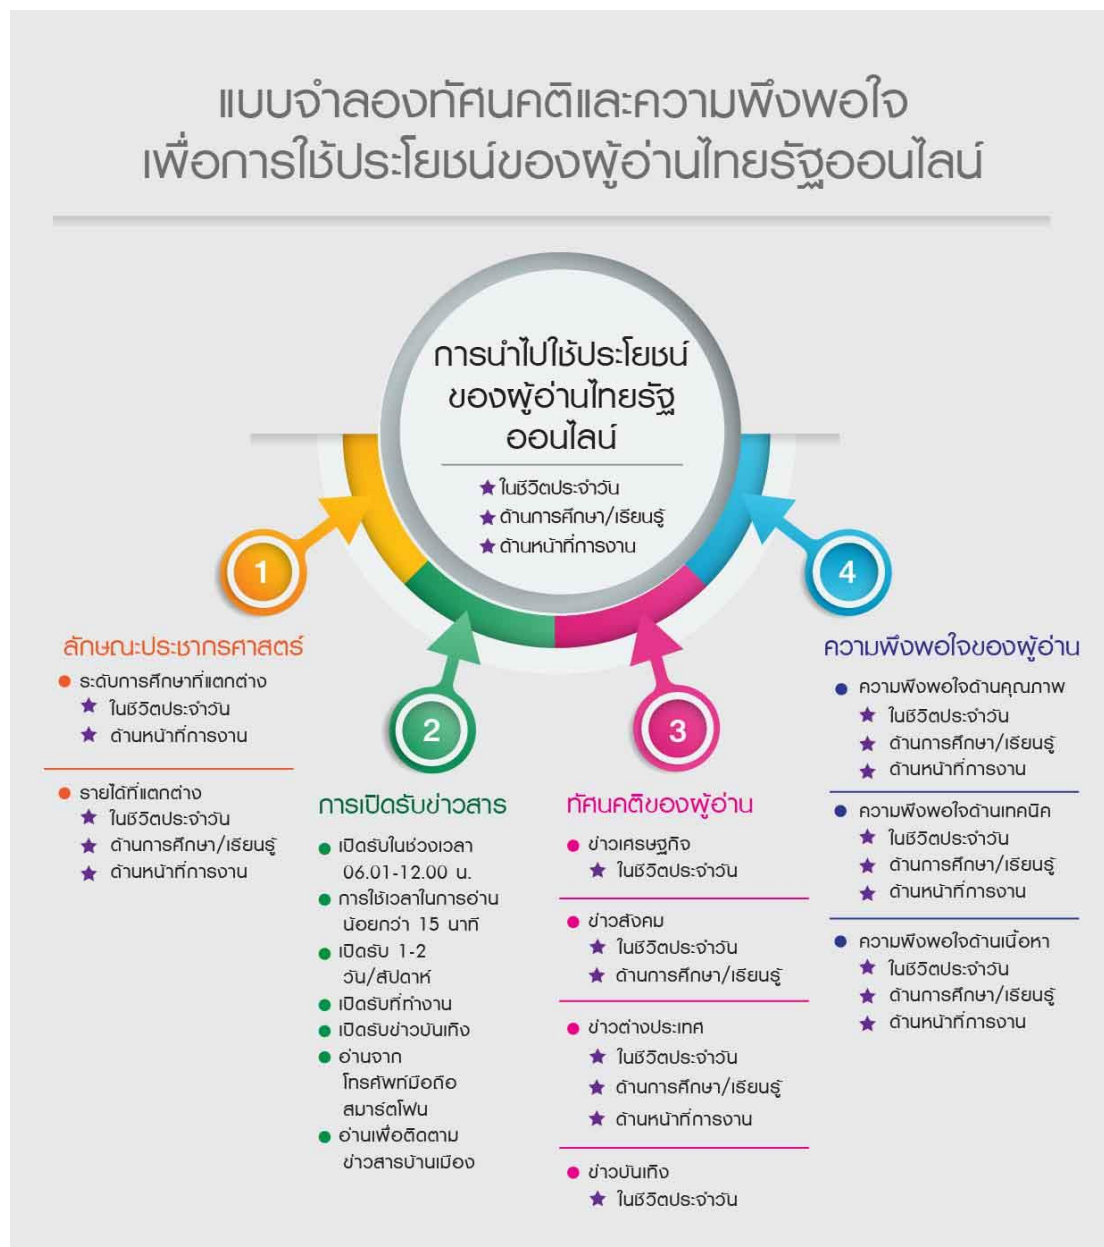 แบบจำลองทัศนคติและความพึงพอใจ
เพื่อการใช้ประโยชน์ของผู้อ่านไทยรัฐออนไลน์
การนำไปใช้ประโยชน์
ของผู้อ่านไทยรัฐ
ออนไลน์
ในชีวิตประจำวัน
ด้านการศึกษา/เรียนรู้
ด้านหน้าที่การงาน
1
ลักษณะประชากรศาสตร์
ระดับการศึกษาที่แตกต่าง
ในชีวิตประจำวัน
ด้านหน้าที่การงาน
รายได้ที่แตกต่าง
ในชีวิตประจำวัน
ด้านการศึกษา/เรียนรู้
ด้านหน้าที่การงาน
2
การเปิดรับข่าวสาร
เปิดรับในช่วงเวลา
06.01-12.00 น.
การใช้เวลาในการอ่าน
น้อยกว่า 15 นาที
เปิดรับ 1-2
วัน/สัปดาห์
เปิดรับที่ทำงาน
เปิดรับข่าวบันเทิง
อ่านจาก
โทรศัพท์มือถือ
สมาร์ตโฟน
อ่านเพื่อติดตาม
ข่าวสารบ้านเมือง
3
ทัศนคติของผู้อ่าน
ข่าวเศรษฐกิจ
ในชีวิตประจำวัน
ข่าวสังคม
ในชีวิตประจำวัน
ด้านการศึกษา/เรียนรู้
ข่าวต่างประเทศ
ในชีวิตประจำวัน
ด้านการศึกษา/เรียนรู้
ด้านหน้าที่การงาน
ข่าวบันเทิง
ในชีวิตประจำวัน
4
ความพึงพอใจของผู้อ่าน
ความพึงพอใจด้านคุณภาพ
ในชีวิตประจำวัน
ด้านการศึกษา/เรียนรู้
ด้านหน้าที่การงาน
ความพึงพอใจด้านเทคนิค
ในชีวิตประจำวัน
ด้านการศึกษา/เรียนรู้
ด้านหน้าที่การงาน
ความพึงพอใจด้านเนื้อหา
ในชีวิตประจำวัน
ด้านการศึกษา/เรียนรู้
ด้านหน้าที่การงาน